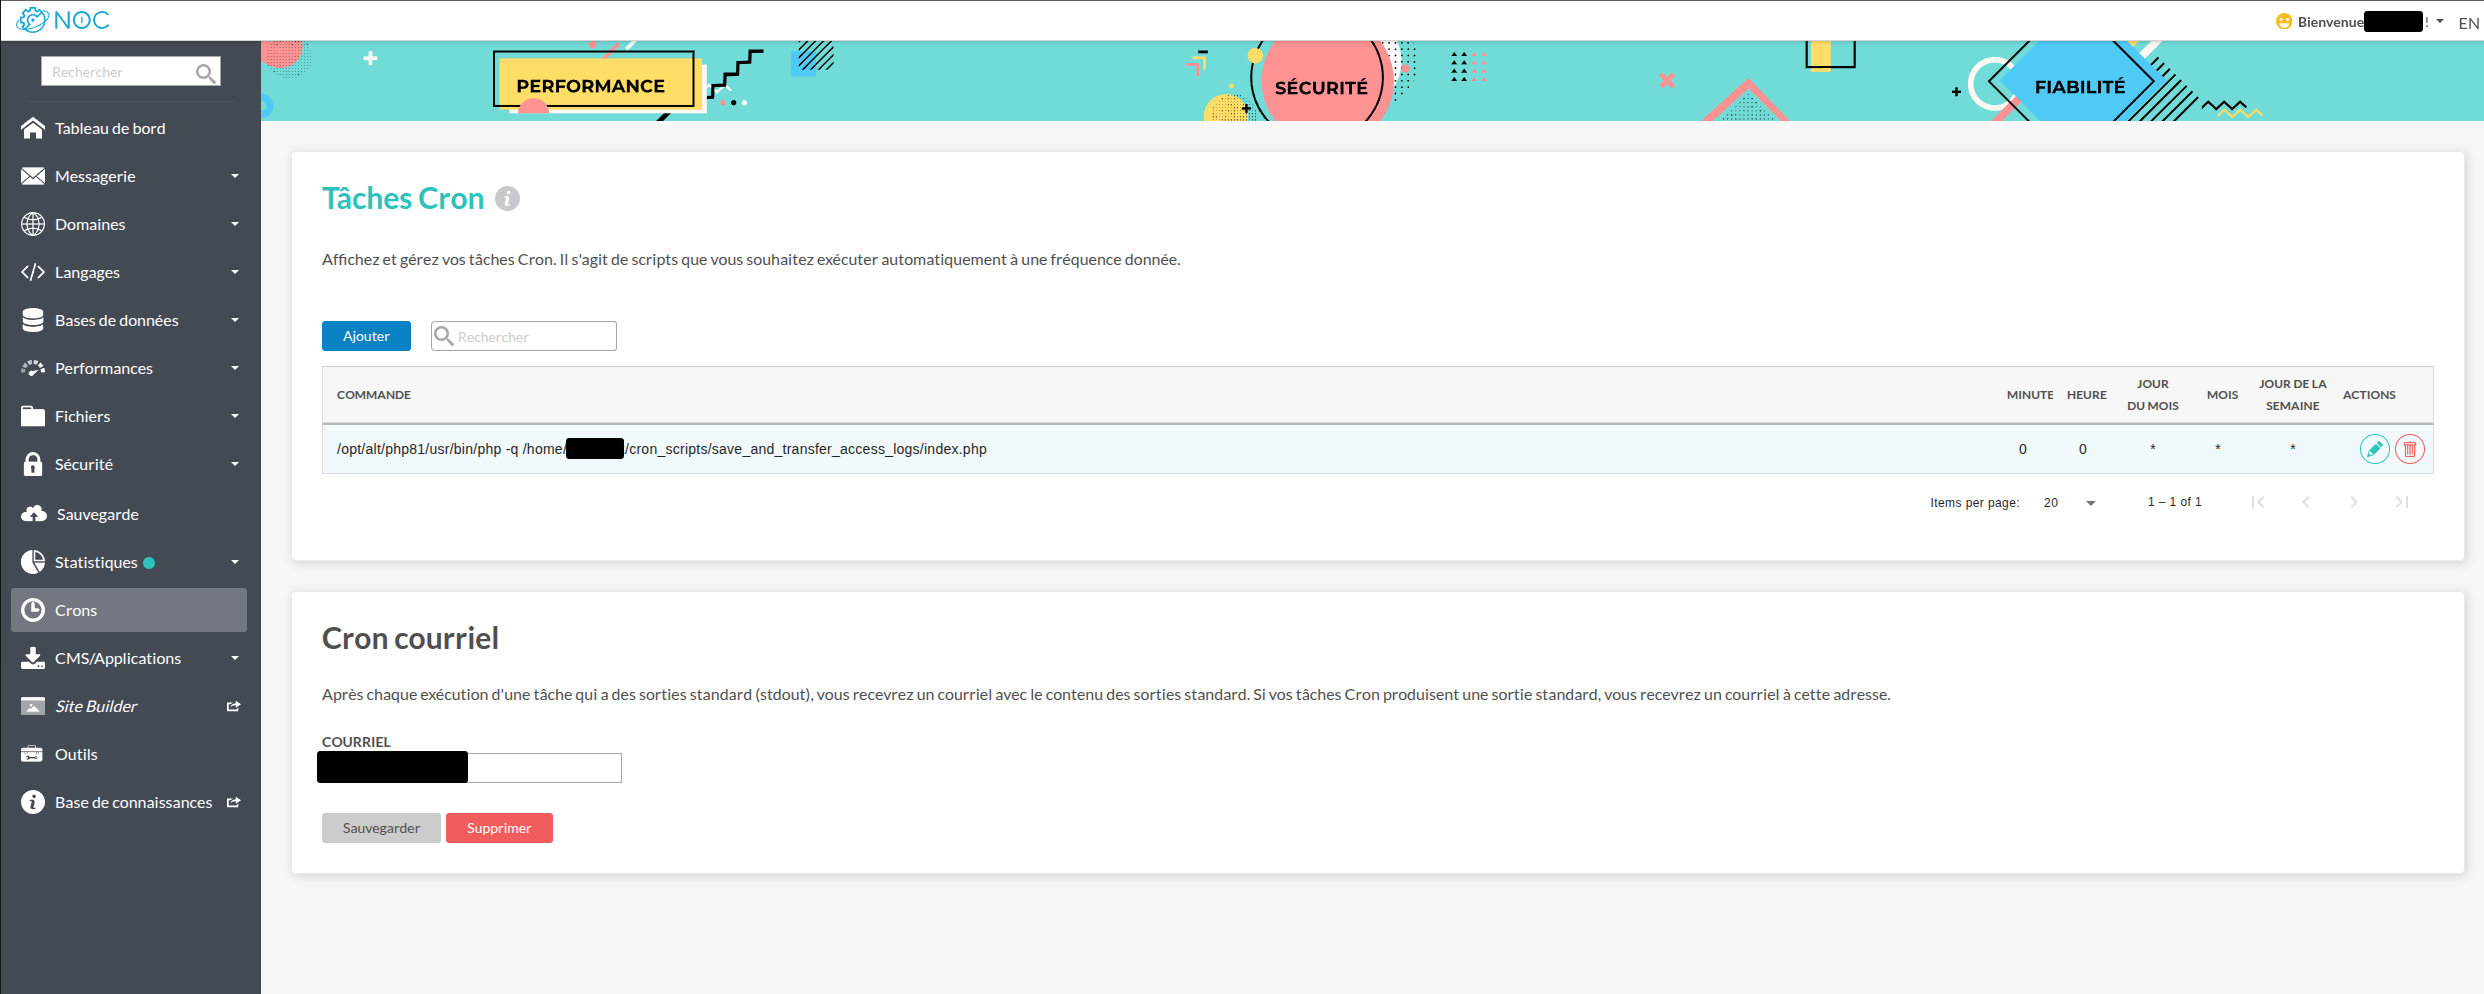 NOC
Bienvenue ! EN
Rechercher
Tableau de bord
Messagerie
Domaines
Langages
Bases de données
Performances
Fichiers
Sécurité
Sauvegarde
Statistiques
Crons
CMS/Applications
Site Builder
Outils
Base de connaissances
PERFORMANCE
SÉCURITÉ
FIABILITÉ
Tâches Cron
Affichez et gérez vos tâches Cron. Il s'agit de scripts que vous souhaitez exécuter automatiquement à une fréquence donnée.
Ajouter Rechercher
COMMANDE MINUTE HEURE JOUR DU MOIS MOIS JOUR DE LA SEMAINE ACTIONS
/opt/alt/php81/usr/bin/php -q /home/ /cron_scripts/save_and_transfer_access_logs/index.php 0 0 * * *
Items per page: 20 1 – 1 of 1
Cron courriel
Après chaque exécution d'une tâche qui a des sorties standard (stdout), vous recevrez un courriel avec le contenu des sorties standard. Si vos tâches Cron produisent une sortie standard, vous recevrez un courriel à cette adresse.
COURRIEL
Sauvegarder Supprimer